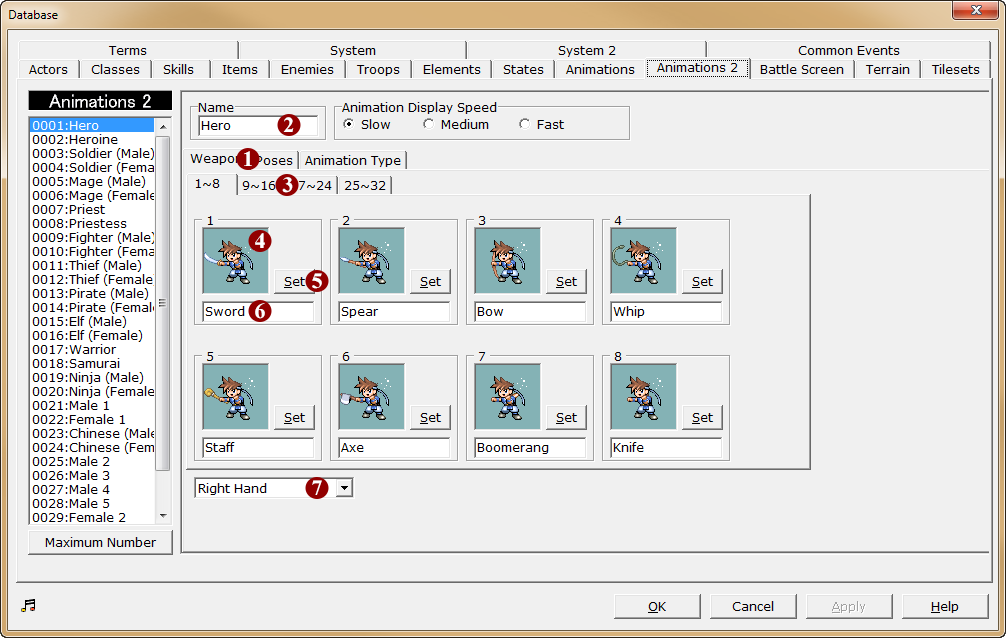 Database
Terms System System 2 Common Events
Actors Classes Skills Items Enemies Troops Elements States Animations Animations 2 Battle Screen Terrain Tilesets
Animations 2
0001:Hero
0002:Heroine
0003:Soldier (Male)
0004:Soldier (Fema
0005:Mage (Male)
0006:Mage (Female
0007:Priest
0008:Priestess
0009:Fighter (Male)
0010:Fighter (Fema
0011:Thief (Male)
0012:Thief (Female
0013:Pirate (Male)
0014:Pirate (Femal
0015:Elf (Male)
0016:Elf (Female)
0017:Warrior
0018:Samurai
0019:Ninja (Male)
0020:Ninja (Female
0021:Male 1
0022:Female 1
0023:Chinese (Male
0024:Chinese (Fem
0025:Male 2
0026:Male 3
0027:Male 4
0028:Male 5
0029:Female 2
Maximum Number
Name
Hero 2
Animation Display Speed
Slow Medium Fast
Weapon 1 Poses Animation Type
1~8 9~16 3 7~24 25~32
1 2 3 4
4
Set 5 Set Set Set
Sword 6 Spear Bow Whip
5 6 7 8
Set Set Set Set
Staff Axe Boomerang Knife
Right Hand 7
OK Cancel Apply Help